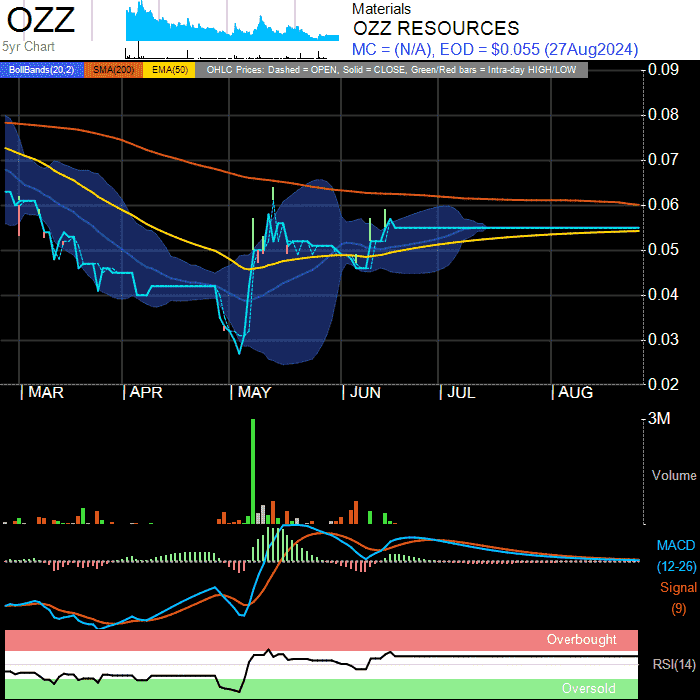 OZZ
5yr Chart
Materials
OZZ RESOURCES
MC = (N/A), EOD = $0.055 (27Aug2024)
BollBands(20,2) SMA(200) EMA(50) OHLC Prices: Dashed = OPEN, Solid = CLOSE, Green/Red bars = Intra-day HIGH/LOW
0.09
0.08
0.07
0.06
0.05
0.04
0.03
0.02
MAR APR MAY JUN JUL AUG
3M
Volume
MACD
(12-26)
Signal
(9)
Overbought
RSI(14)
Oversold